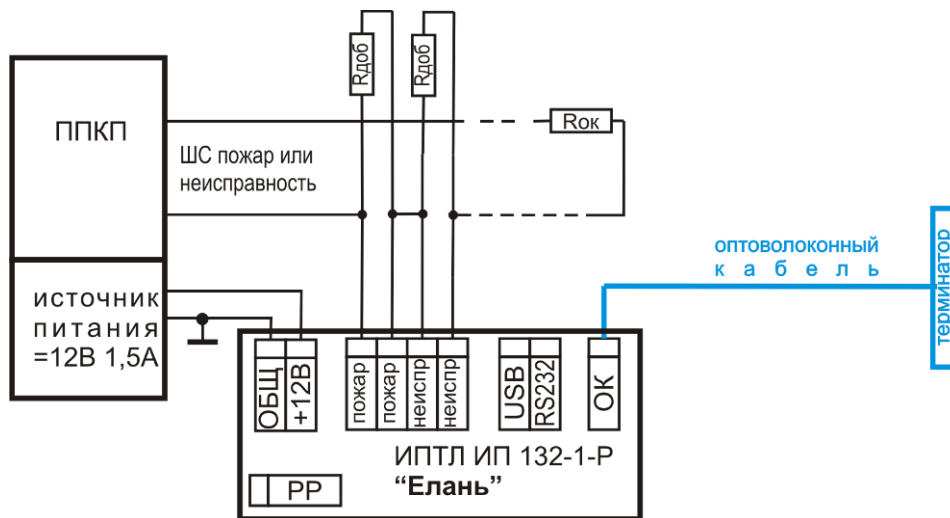 Rдоб
Rдоб
ППКП
Rок
ШС пожар или
неисправность
оптоволоконный
кабель
терминатор
источник
питания
=12В 1,5А
ОБЩ
+12В
пожар
пожар
неиспр
неиспр
USB
RS232
ОК
ИПТЛ ИП 132-1-Р
“Елань”
РР